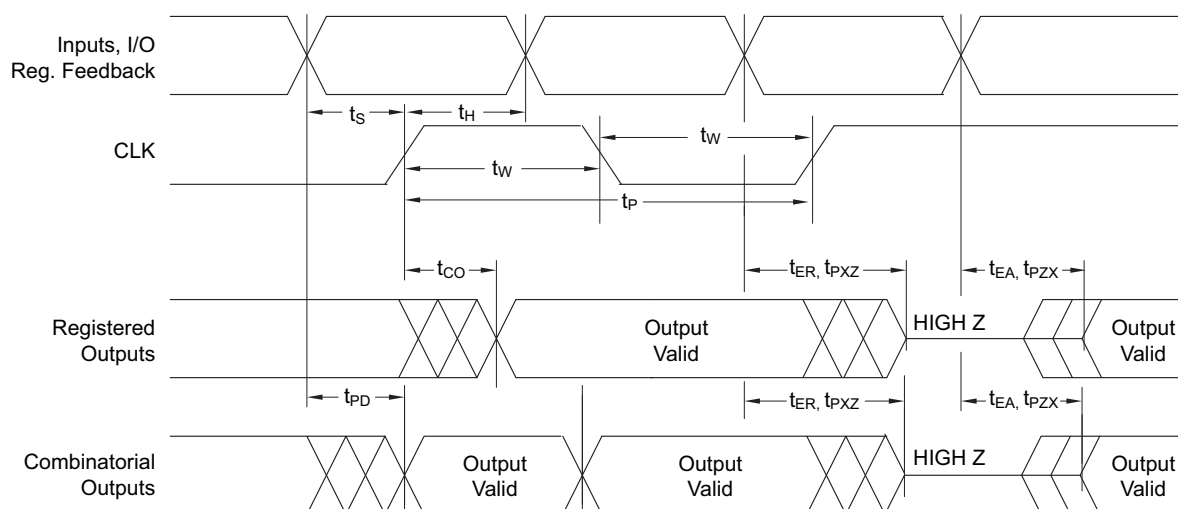 Inputs, I/O
Reg. Feedback
tS
tH
CLK
tW
tW
tP
tCO
tER, tPXZ
tEA, tPZX
Registered
Outputs
Output
Valid
HIGH Z
Output
Valid
tPD
tER, tPXZ
tEA, tPZX
Combinatorial
Outputs
Output
Valid
Output
Valid
HIGH Z
Output
Valid